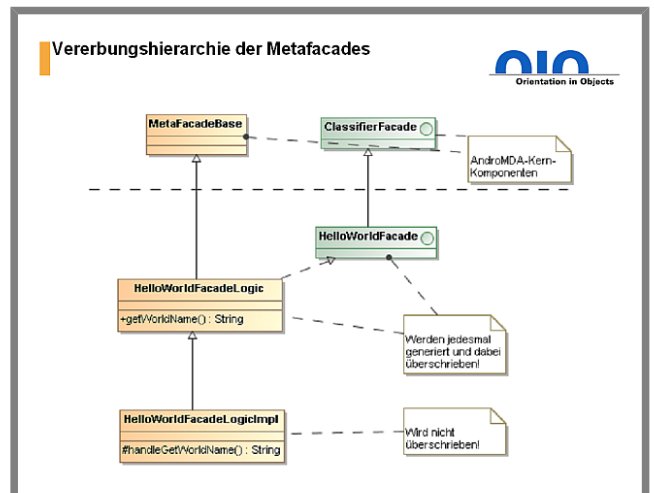 Vererbungshierarchie der Metafacades
Orientation in Objects
MetaFacadeBase
ClassifierFacade
AndroMDA-Kern-
Komponenten
HelloWorldFacade
HelloWorldFacadeLogic
+getWorldName() : String
Werden jedesmal
generiert und dabei
überschrieben!
HelloWorldFacadeLogicImpl
#handleGetWorldName() : String
Wird nicht
überschrieben!